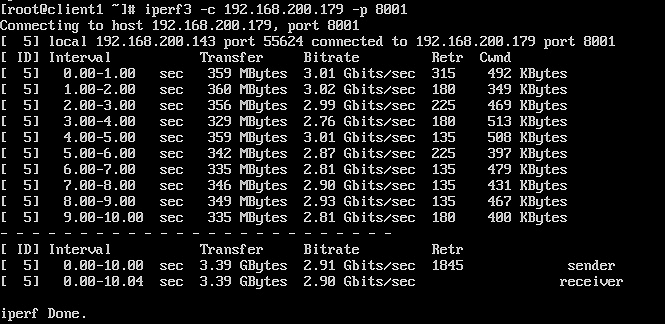 [root@client1 ~]# iperf3 -c 192.168.200.179 -p 8001
Connecting to host 192.168.200.179, port 8001
[  5] local 192.168.200.143 port 55624 connected to 192.168.200.179 port 8001
[ ID] Interval           Transfer     Bitrate         Retr  Cwnd
[  5]   0.00-1.00   sec   359 MBytes  3.01 Gbits/sec  315    492 KBytes
[  5]   1.00-2.00   sec   360 MBytes  3.02 Gbits/sec  180    349 KBytes
[  5]   2.00-3.00   sec   356 MBytes  2.99 Gbits/sec  225    469 KBytes
[  5]   3.00-4.00   sec   329 MBytes  2.76 Gbits/sec  180    513 KBytes
[  5]   4.00-5.00   sec   359 MBytes  3.01 Gbits/sec  135    508 KBytes
[  5]   5.00-6.00   sec   342 MBytes  2.87 Gbits/sec  225    397 KBytes
[  5]   6.00-7.00   sec   335 MBytes  2.81 Gbits/sec  135    479 KBytes
[  5]   7.00-8.00   sec   346 MBytes  2.90 Gbits/sec  135    431 KBytes
[  5]   8.00-9.00   sec   349 MBytes  2.93 Gbits/sec  135    467 KBytes
[  5]   9.00-10.00  sec   335 MBytes  2.81 Gbits/sec  180    400 KBytes
- - - - - - - - - - - - - - - - - - - - - - - - -
[ ID] Interval           Transfer     Bitrate         Retr
[  5]   0.00-10.00  sec  3.39 GBytes  2.91 Gbits/sec  1845             sender
[  5]   0.00-10.04  sec  3.39 GBytes  2.90 Gbits/sec                  receiver
iperf Done.